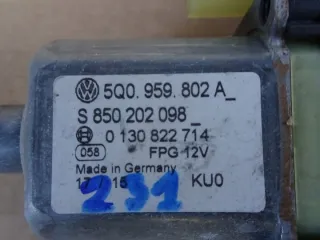 5Q0.959.802 A_
S 850 202 098 _
0 130 822 714
058 FPG 12V
Made in Germany
KU0
231